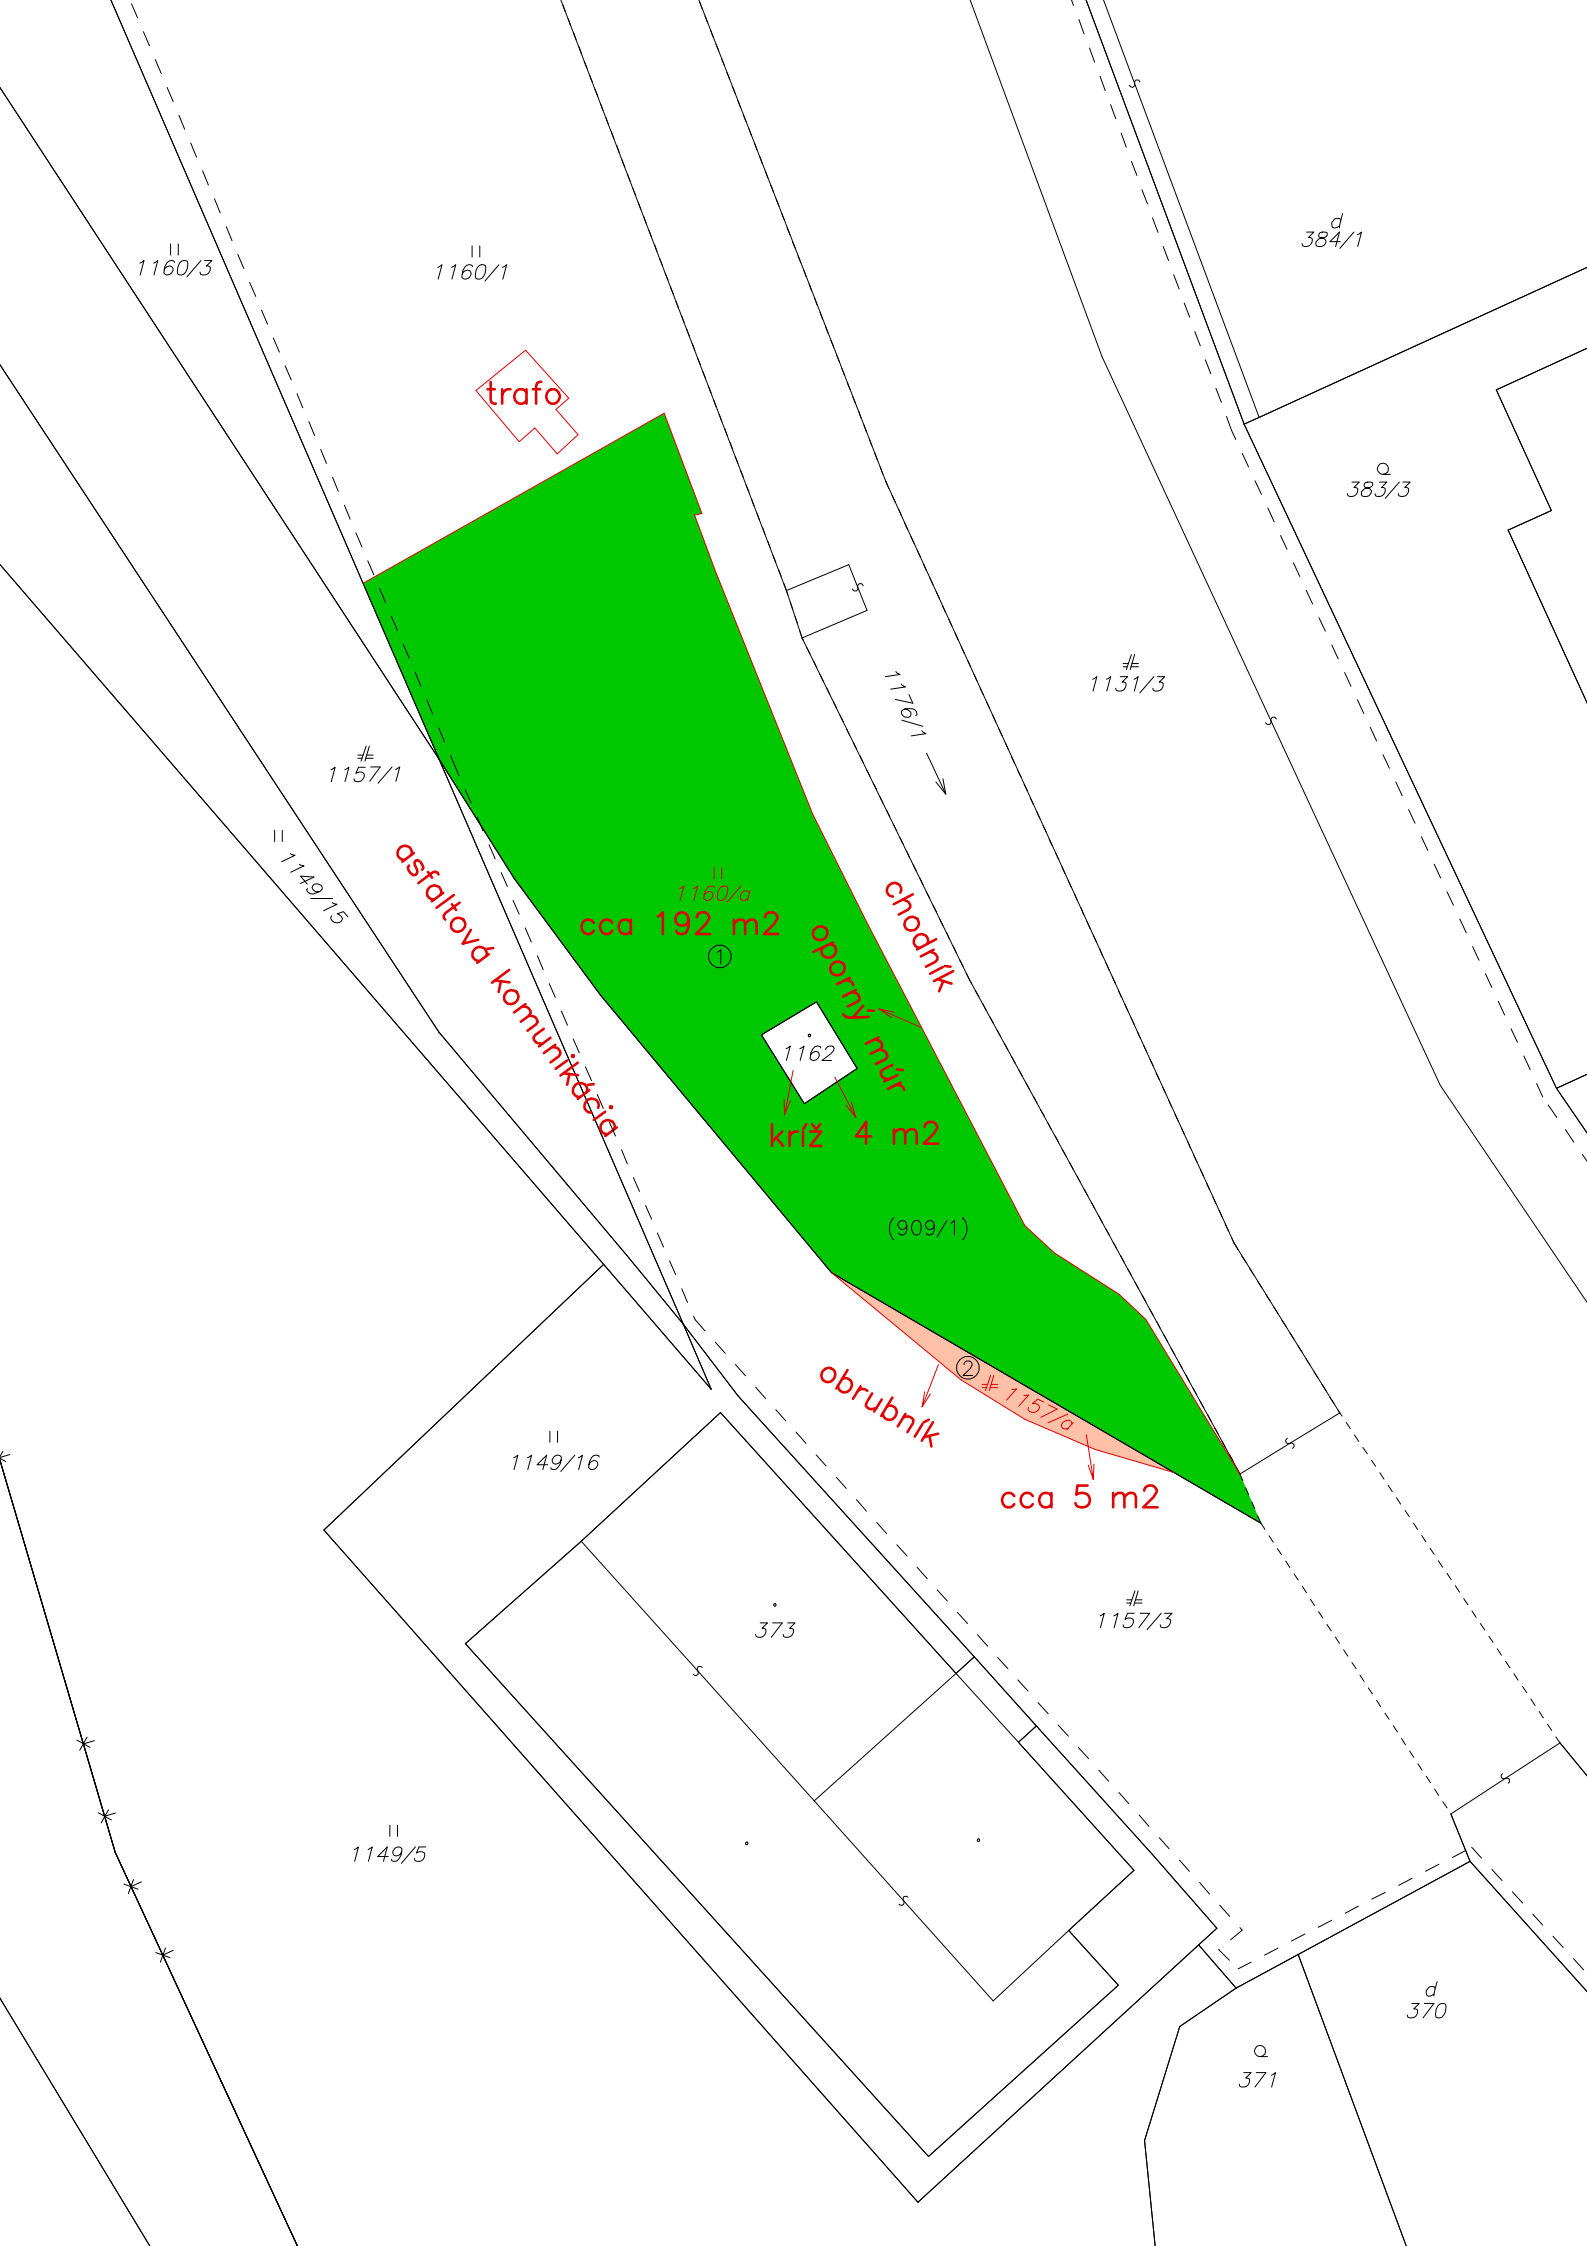 d
384/1
1160/3
1160/1
trafo
383/3
1131/3
1176/1
1157/1
1149/15
asfaltová komunikácia
1160/a
cca 192 m2
1
chodník
oporný múr
1162
kríž
4 m2
(909/1)
2
1157/a
obrubník
cca 5 m2
1149/16
373
1157/3
1149/5
d
370
371